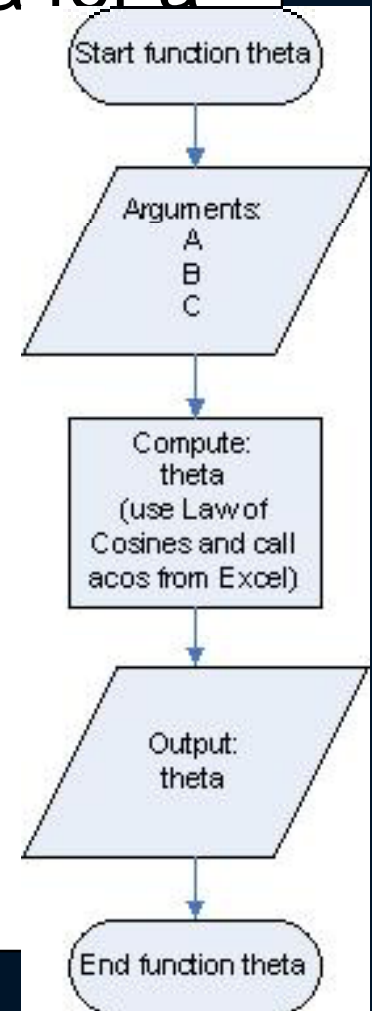 Start function theta
Arguments:
A
B
C
Compute:
theta
(use Law of
Cosines and call
acos from Excel)
Output:
theta
End function theta